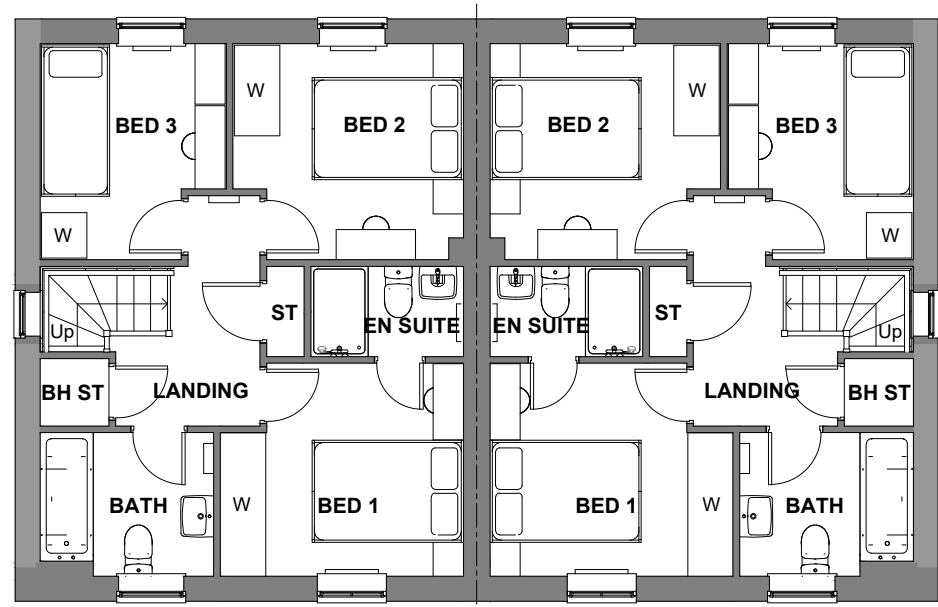 W
W
BED 3
BED 2
BED 2
BED 3
W
W
ST
ST
Up
EN SUITE
EN SUITE
Up
BH ST
LANDING
LANDING
BH ST
BATH
W
BED 1
BED 1
W
BATH